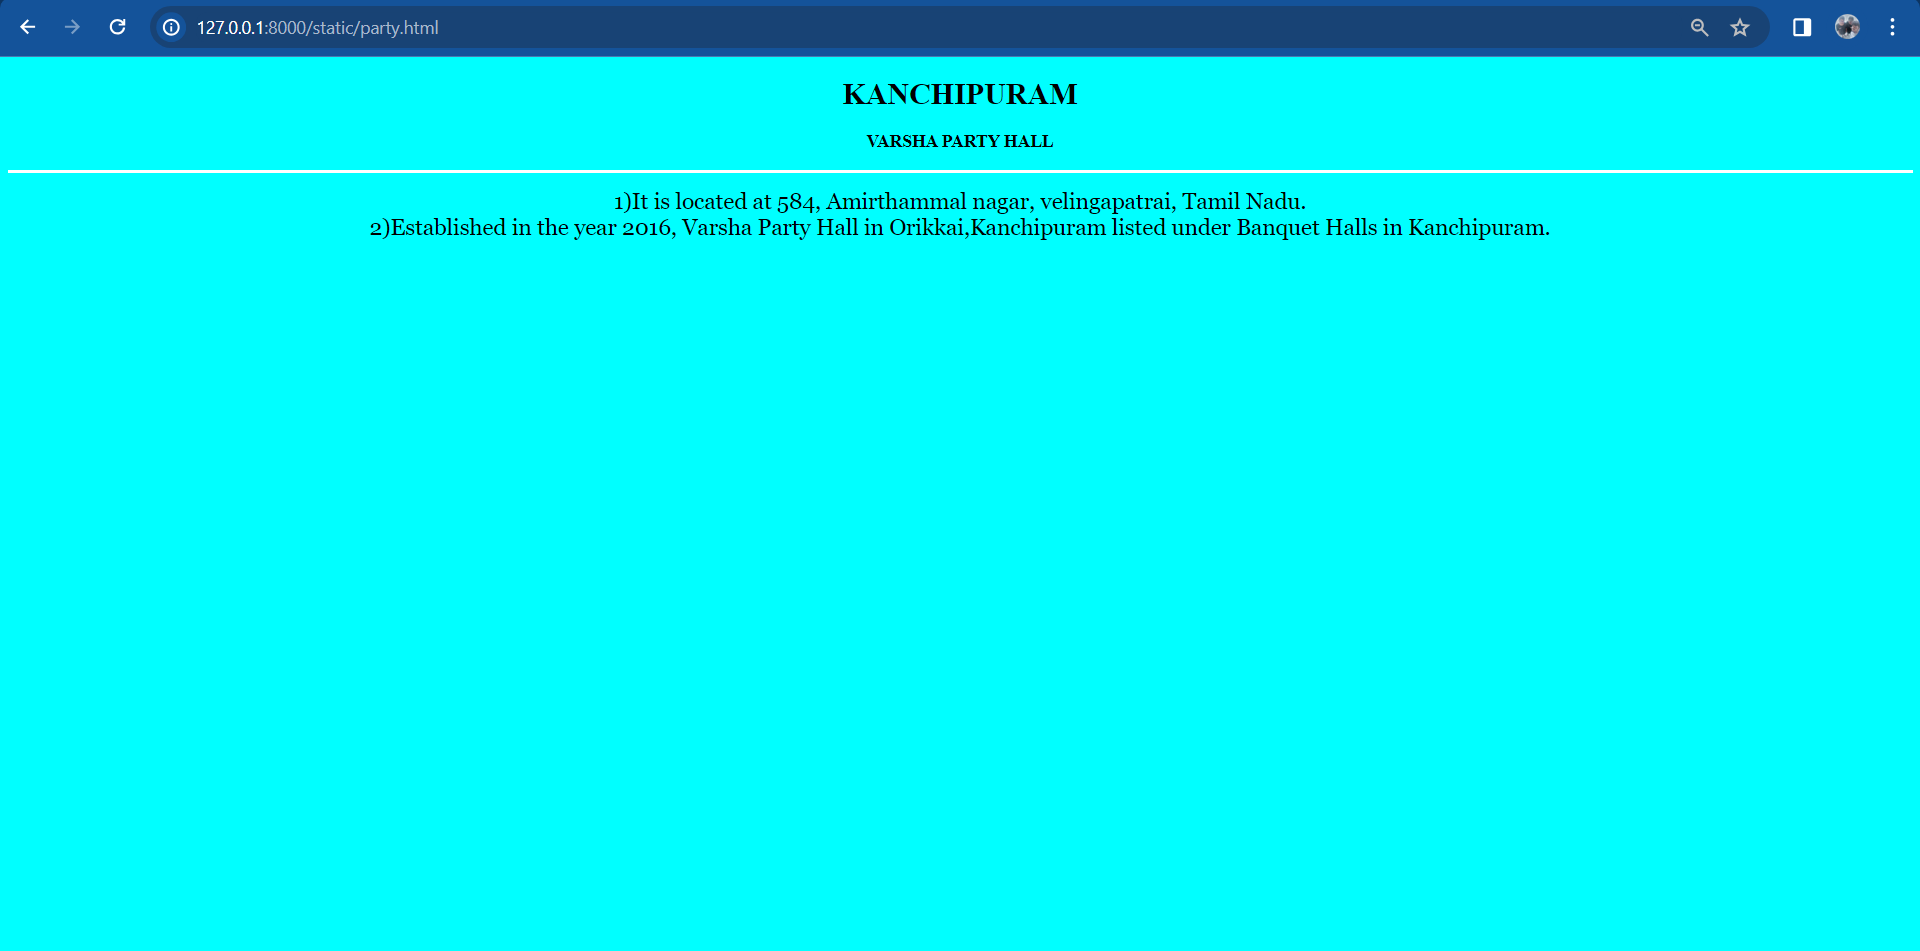 127.0.0.1:8000/static/party.html
KANCHIPURAM
VARSHA PARTY HALL
1)It is located at 584, Amirthammal nagar, velingapatrai, Tamil Nadu.
2)Established in the year 2016, Varsha Party Hall in Orikkai,Kanchipuram listed under Banquet Halls in Kanchipuram.